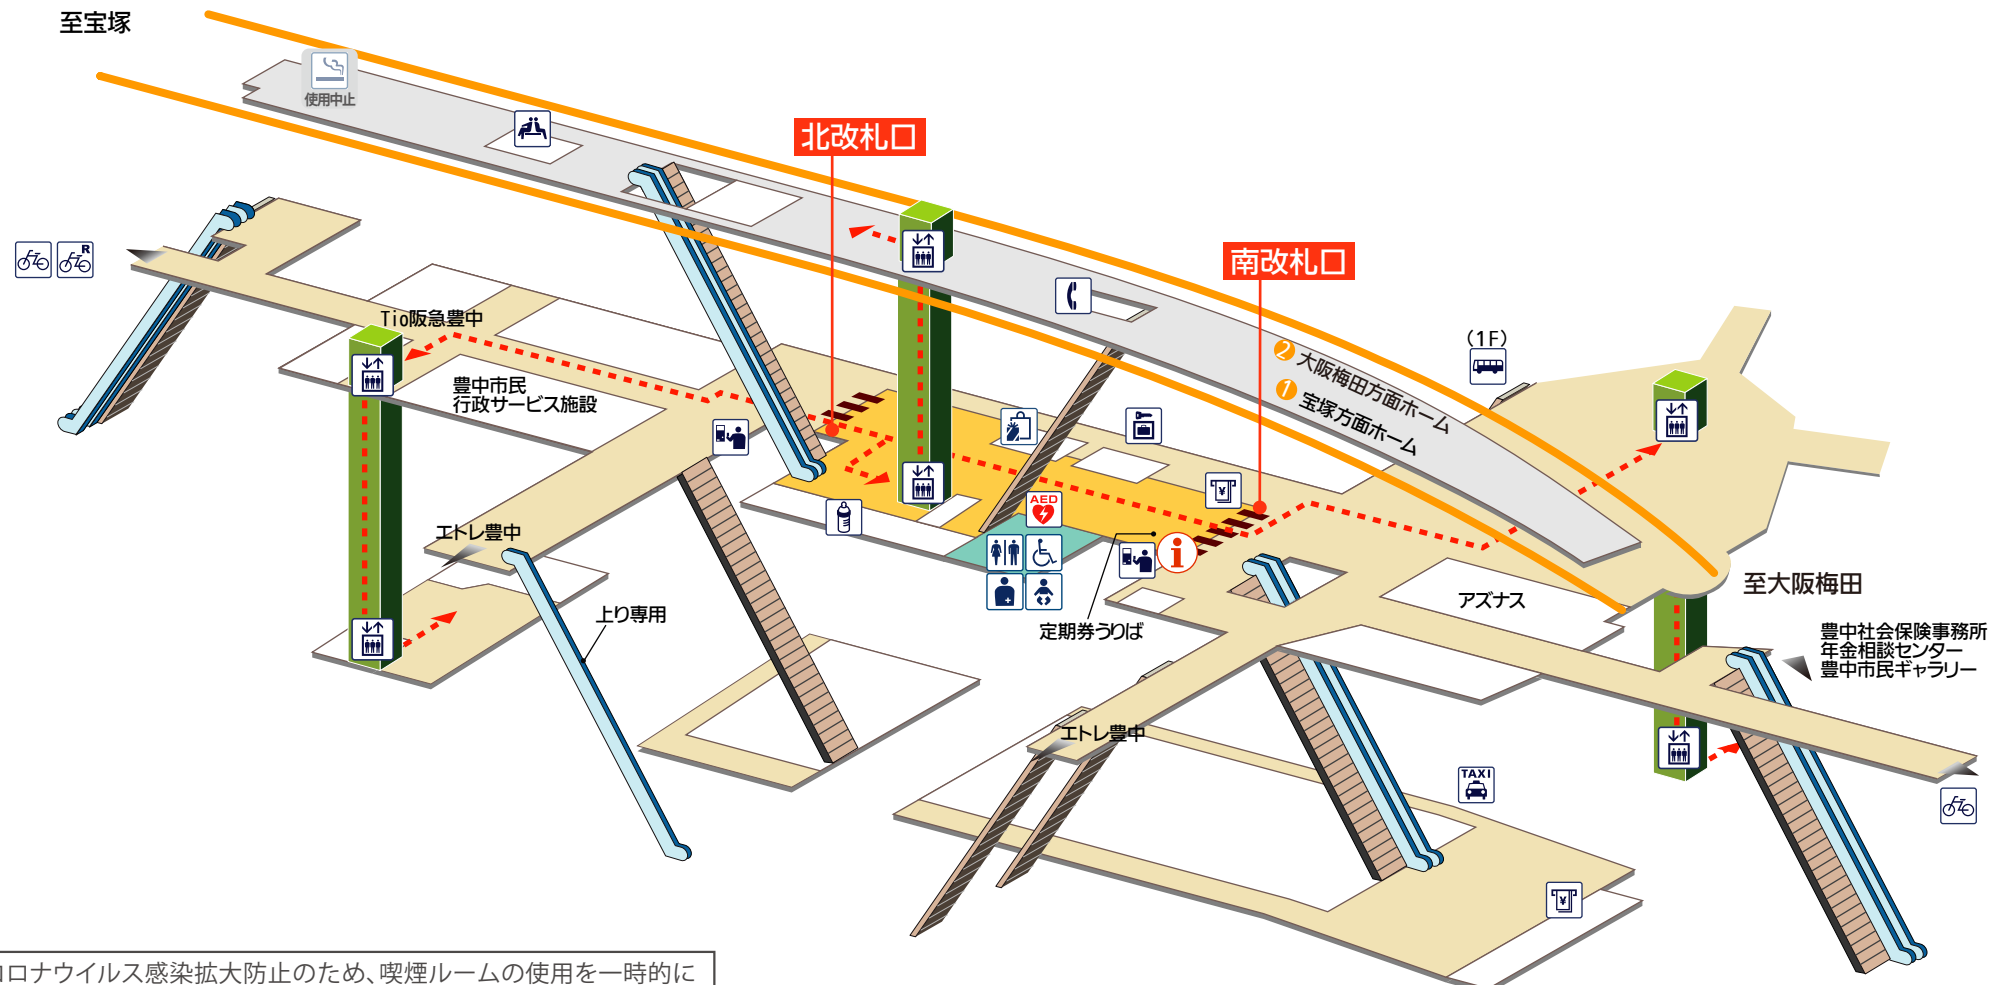 至宝塚
使用中止
北改札口
南改札口
R
Tio阪急豊中
豊中市民
行政サービス施設
(1F)
2 大阪梅田方面ホーム
1 宝塚方面ホーム
AED
エトレ豊中
i
上り専用
定期券うりば
アズナス
至大阪梅田
豊中社会保険事務所
年金相談センター
豊中市民ギャラリー
エトレ豊中
TAXI
¥
¥
ロナウイルス感染拡大防止のため、喫煙ルームの使用を一時的に